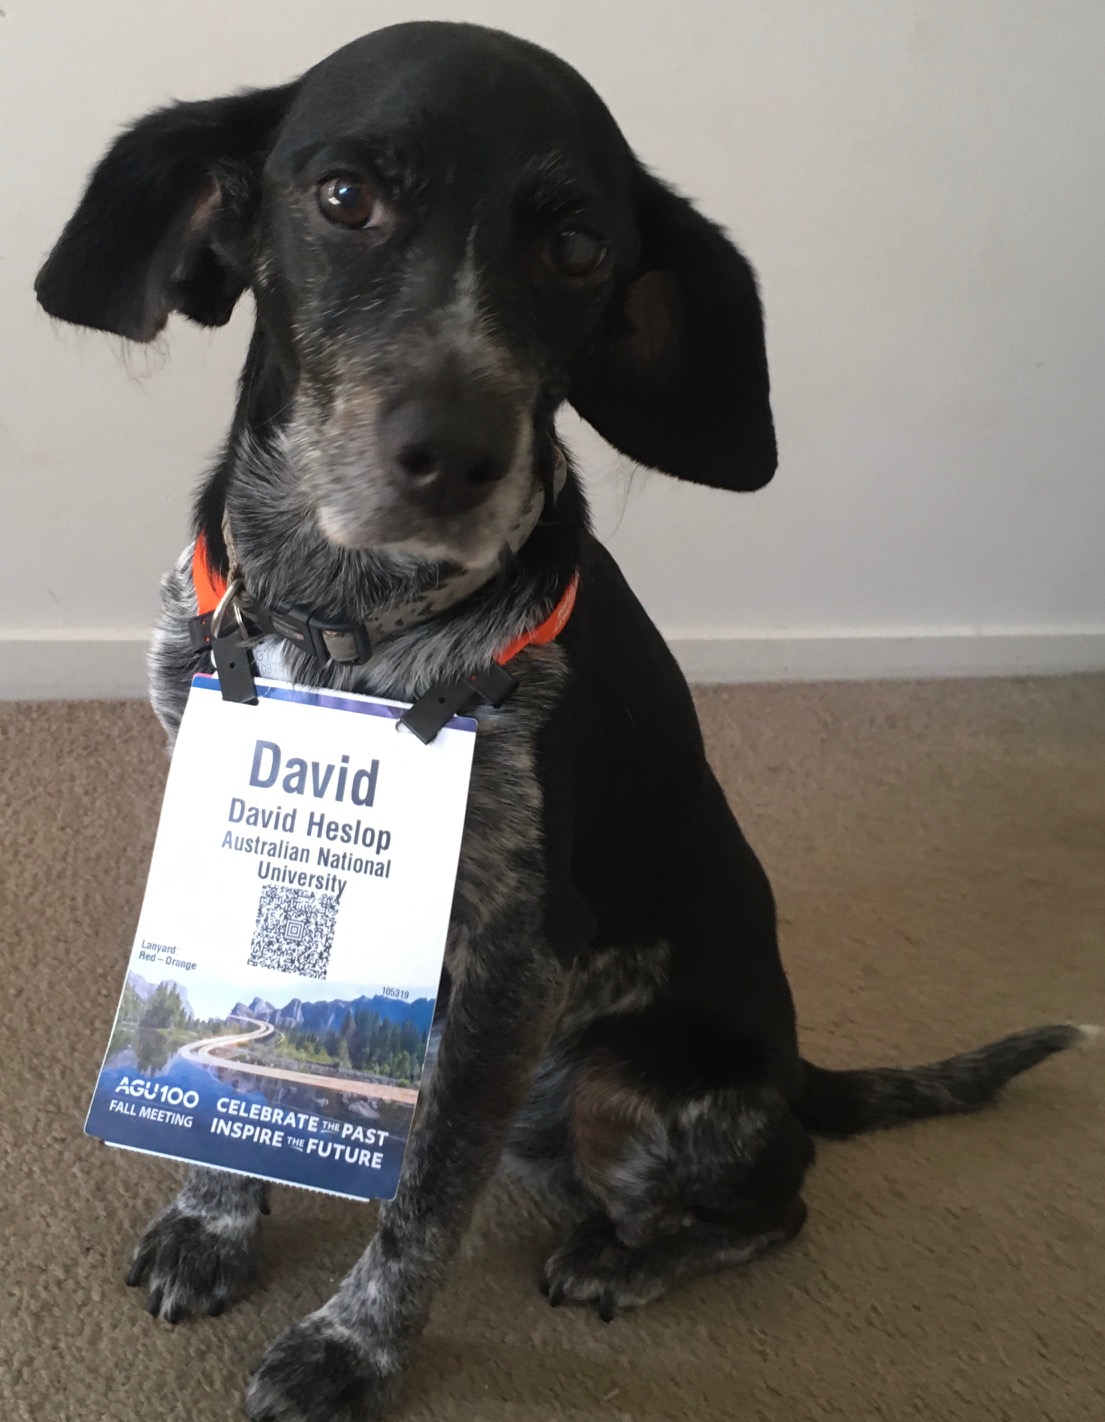 David
David Heslop
Australian National
University
Lanyard:
Red-Orange
105319
AGU100
FALL MEETING
CELEBRATE THE PAST
INSPIRE THE FUTURE